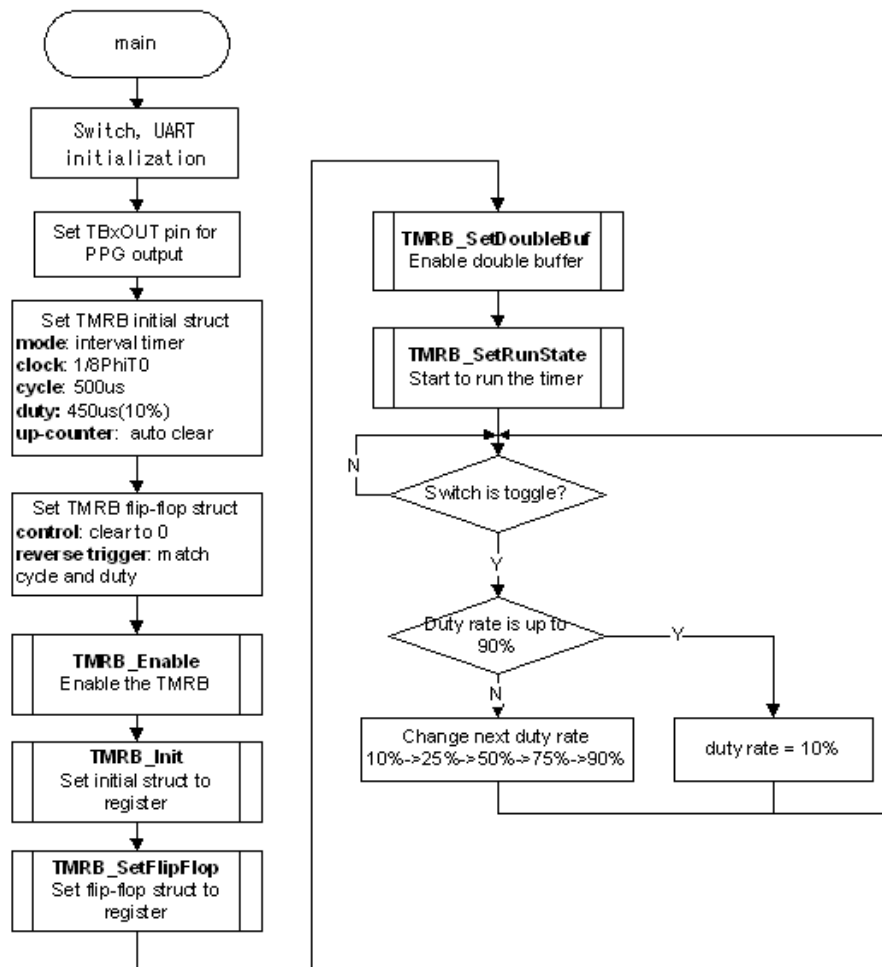 main
Switch, UART
initialization
Set TBxOUT pin for
PPG output
Set TMRB initial struct
mode: interval timer
clock: 1/8PhiT0
cycle: 500us
duty: 450us(10%)
up-counter: auto clear
Set TMRB flip-flop struct
control: clear to 0
reverse trigger: match
cycle and duty
TMRB_Enable
Enable the TMRB
TMRB_Init
Set initial struct to
register
TMRB_SetFlipFlop
Set flip-flop struct to
register
TMRB_SetDoubleBuf
Enable double buffer
TMRB_SetRunState
Start to run the timer
N
Switch is toggle?
Y
Duty rate is up to
90%
Y
N
Change next duty rate
10%->25%->50%->75%->90%
duty rate = 10%